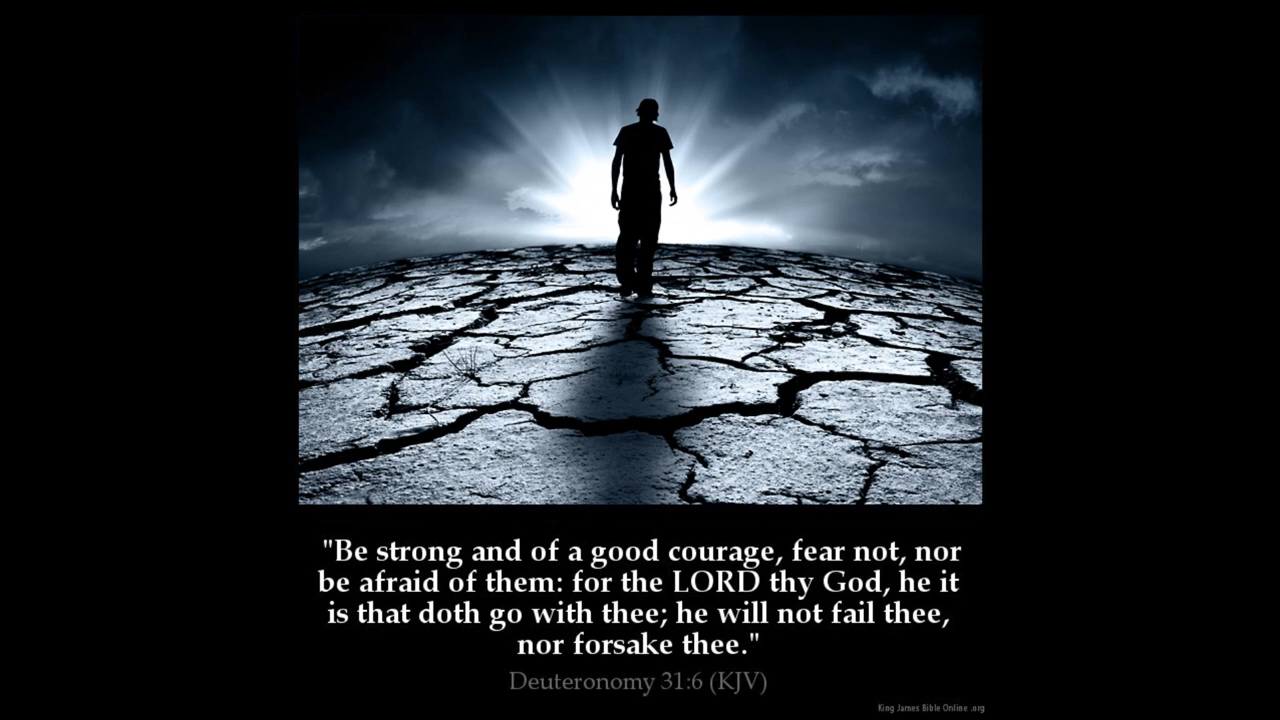 "Be strong and of a good courage, fear not, nor
be afraid of them: for the LORD thy God, he it
is that doth go with thee; he will not fail thee,
nor forsake thee."
Deuteronomy 31:6 (KJV)
King James Bible Online .org